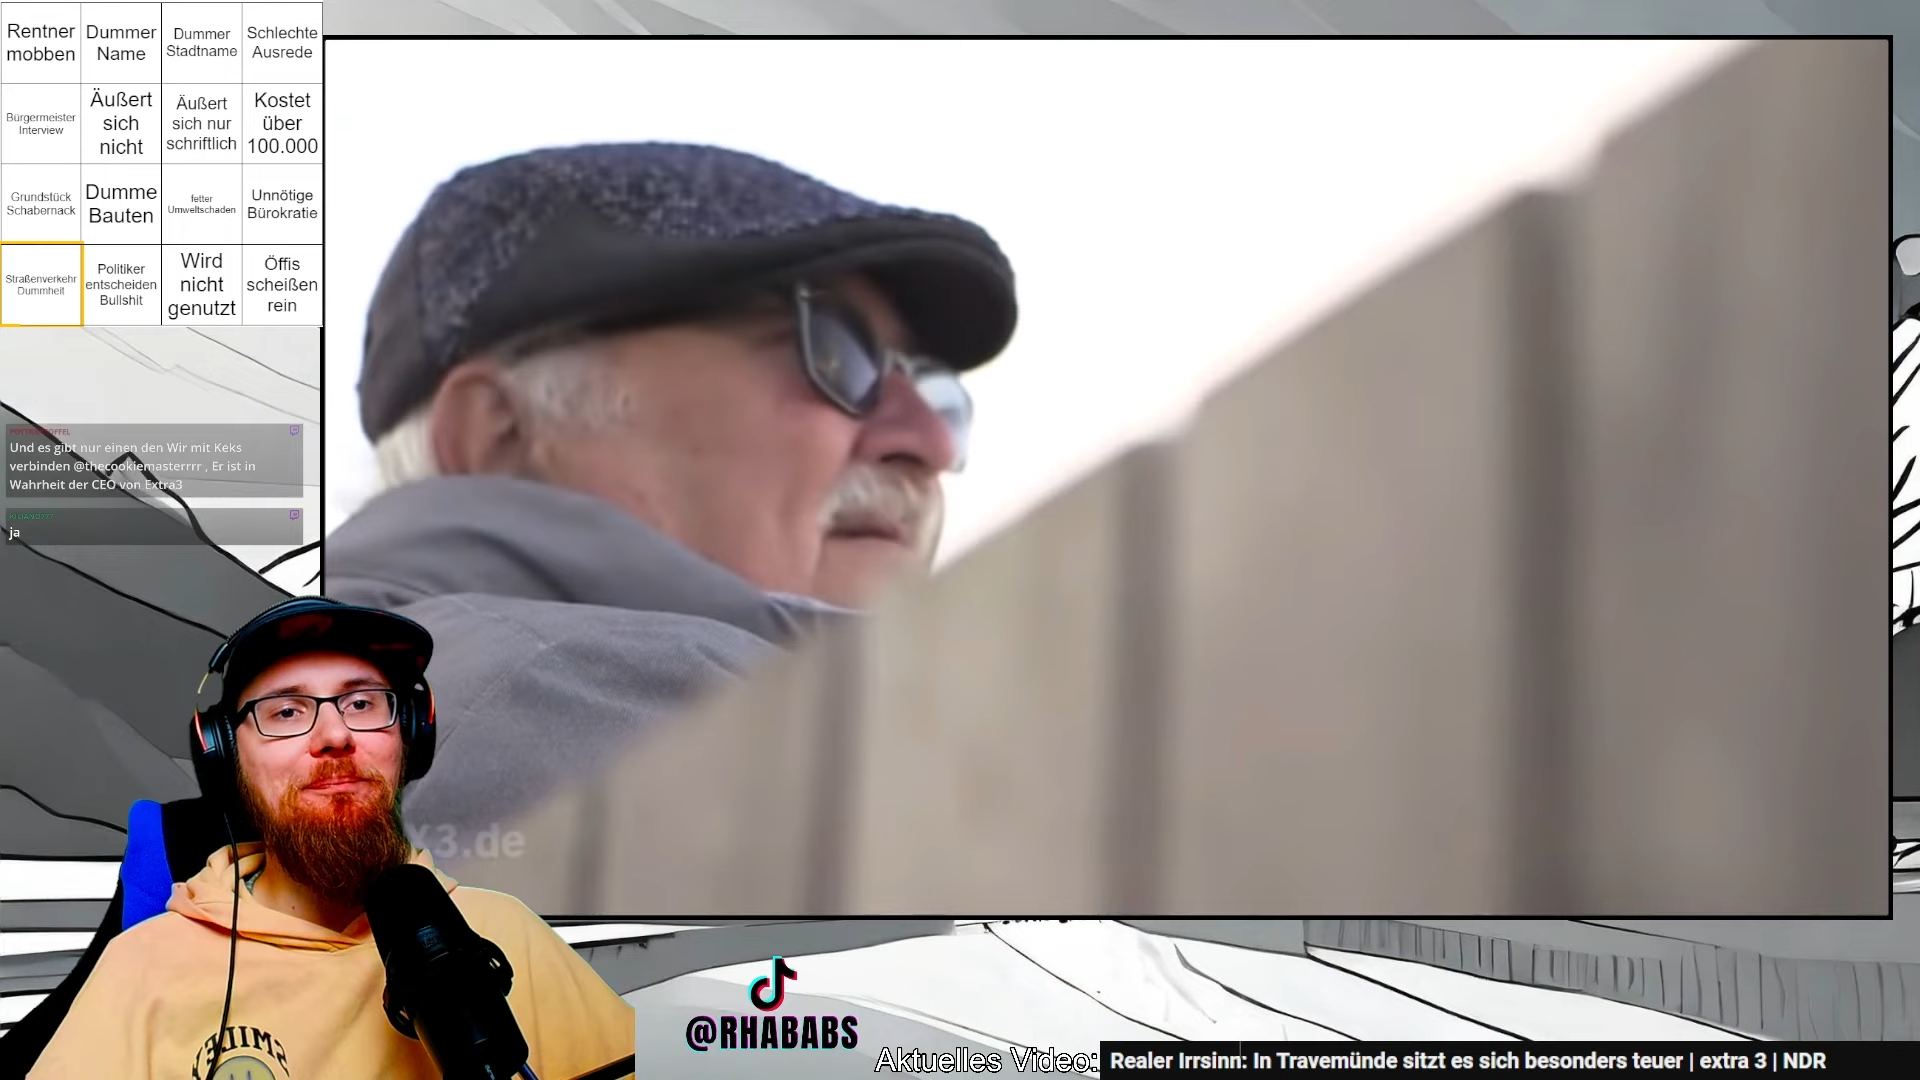 Rentner
mobben
Dummer
Name
Dummer
Stadtname
Schlechte
Ausrede
Bürgermeister
Interview
Äußert
sich
nicht
Äußert
sich nur
schriftlich
Kostet
über
100.000
Grundstück
Schabernack
Dumme
Bauten
fetter
Umweltschaden
Unnötige
Bürokratie
Straßenverkehr
Dummheit
Politiker
entscheiden
Bullshit
Wird
nicht
genutzt
Öffis
scheißen
rein
Und es gibt nur einen den Wir mit Keks
verbinden @thecookiemasterrrr , Er ist in
Wahrheit der CEO von Extra3
ja
x3.de
@RHABABS
Aktuelles Video:
Realer Irrsinn: In Travemünde sitzt es sich besonders teuer | extra 3 | NDR